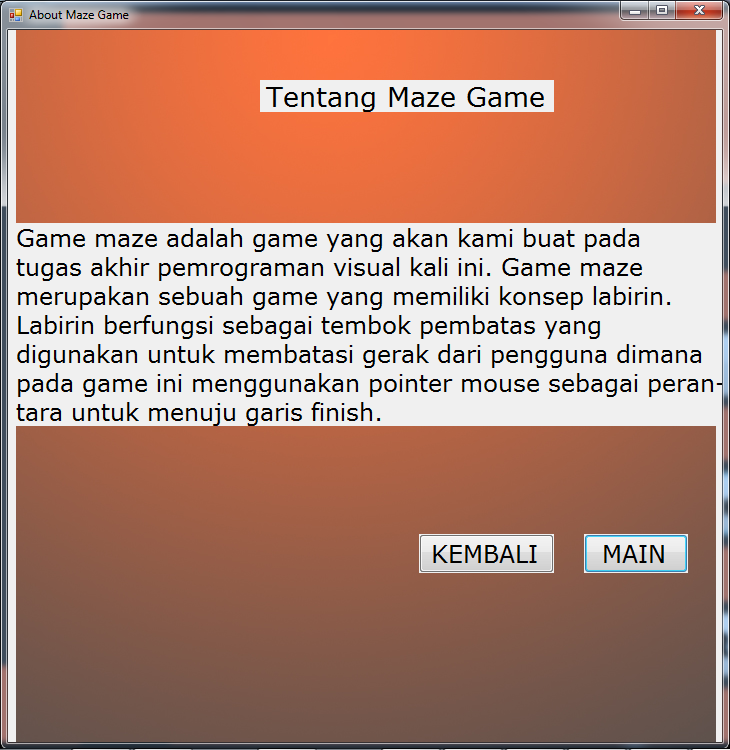 About Maze Game
Tentang Maze Game
Game maze adalah game yang akan kami buat pada
tugas akhir pemrograman visual kali ini. Game maze
merupakan sebuah game yang memiliki konsep labirin.
Labirin berfungsi sebagai tembok pembatas yang
digunakan untuk membatasi gerak dari pengguna dimana
pada game ini menggunakan pointer mouse sebagai peran-
tara untuk menuju garis finish.
KEMBALI MAIN